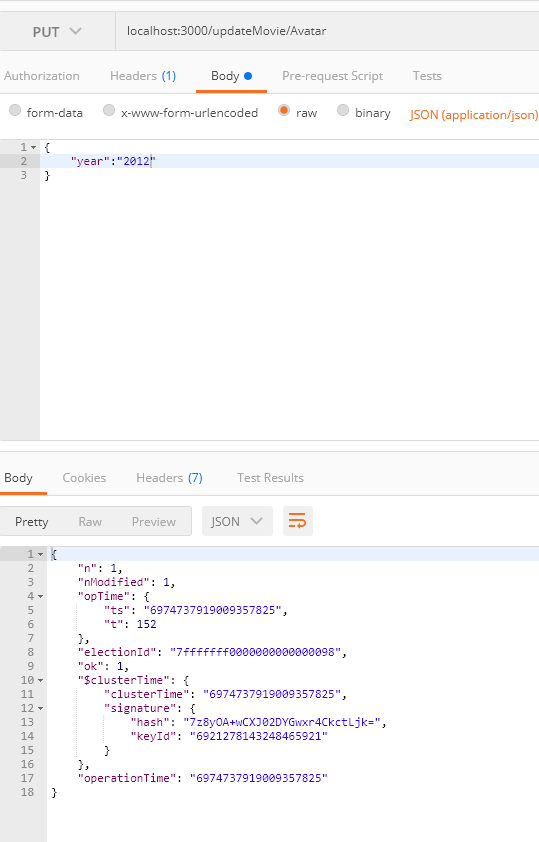 PUT localhost:3000/updateMovie/Avatar
Authorization Headers (1) Body Pre-request Script Tests
form-data x-www-form-urlencoded raw binary JSON (application/json)
1 {
2 "year":"2012"
3 }
Body Cookies Headers (7) Test Results
Pretty Raw Preview JSON
1 {
2 "n": 1,
3 "nModified": 1,
4 "opTime": {
5 "ts": "6974737919009357825",
6 "t": 152
7 },
8 "electionId": "7fffffff0000000000000098",
9 "ok": 1,
10 "$clusterTime": {
11 "clusterTime": "6974737919009357825",
12 "signature": {
13 "hash": "7z8yOA+wCXJ02DYGwxr4CkctLjk=",
14 "keyId": "6921278143248465921"
15 }
16 },
17 "operationTime": "6974737919009357825"
18 }